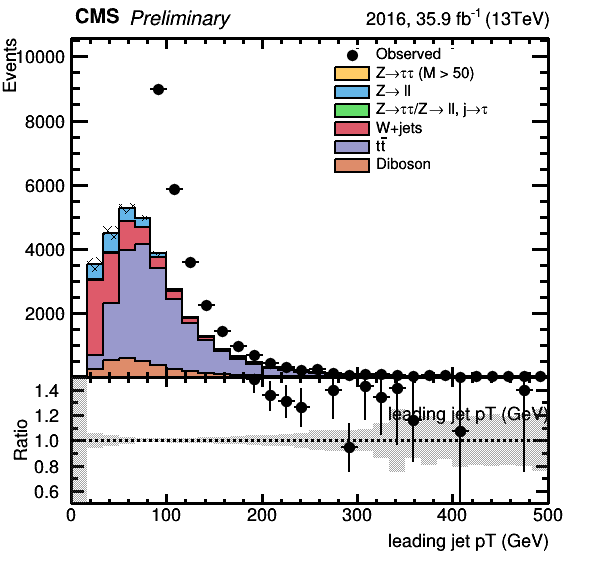 CMS Preliminary 2016, 35.9 fb⁻¹ (13TeV)
Events
10000
8000
6000
4000
2000
Observed
Z→ττ (M > 50)
Z→ ll
Z→ττ/Z→ ll, j→τ
W+jets
tt̄
Diboson
leading jet pT (GeV)
Ratio
1.4
1.2
1.0
0.8
0.6
0 100 200 300 400 500
leading jet pT (GeV)